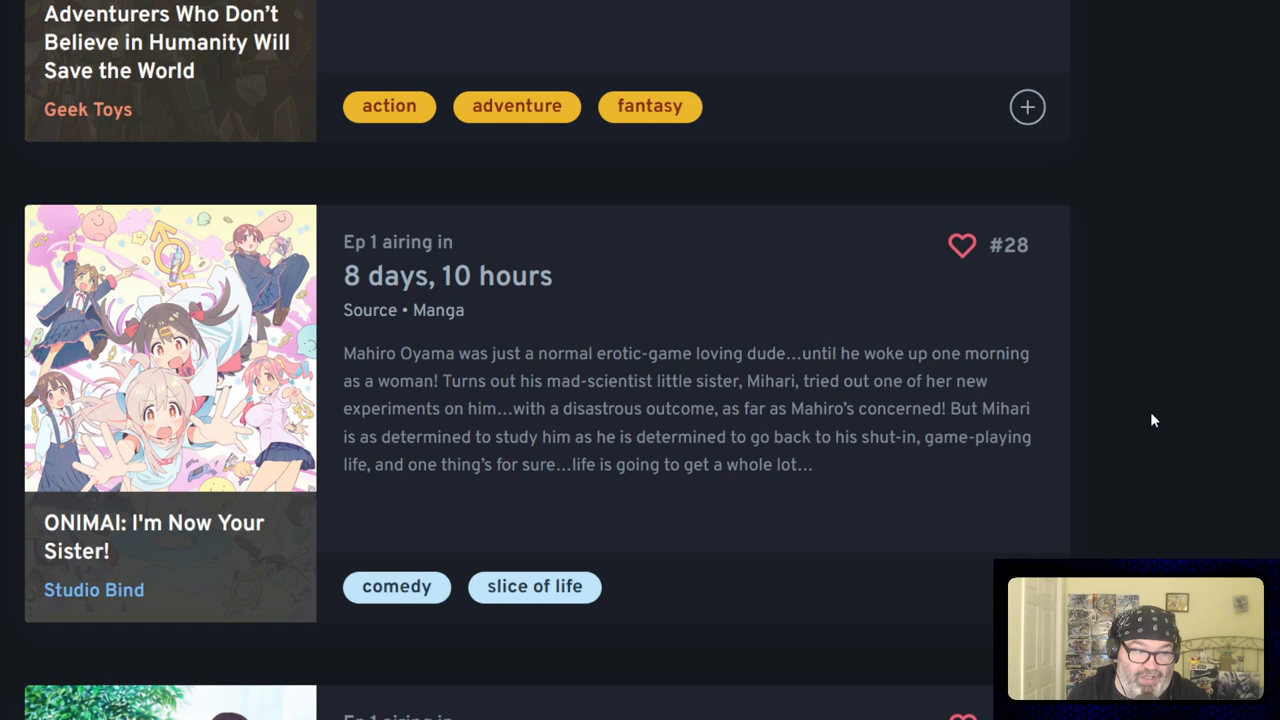 Adventurers Who Don't
Believe in Humanity Will
Save the World
Geek Toys
action
adventure
fantasy
Ep 1 airing in
#28
8 days, 10 hours
Source • Manga
Mahiro Oyama was just a normal erotic-game loving dude…until he woke up one morning
as a woman! Turns out his mad-scientist little sister, Mihari, tried out one of her new
experiments on him…with a disastrous outcome, as far as Mahiro’s concerned! But Mihari
is as determined to study him as he is determined to go back to his shut-in, game-playing
life, and one thing’s for sure…life is going to get a whole lot…
ONIMAI: I'm Now Your
Sister!
Studio Bind
comedy
slice of life
Ep 1 airing in